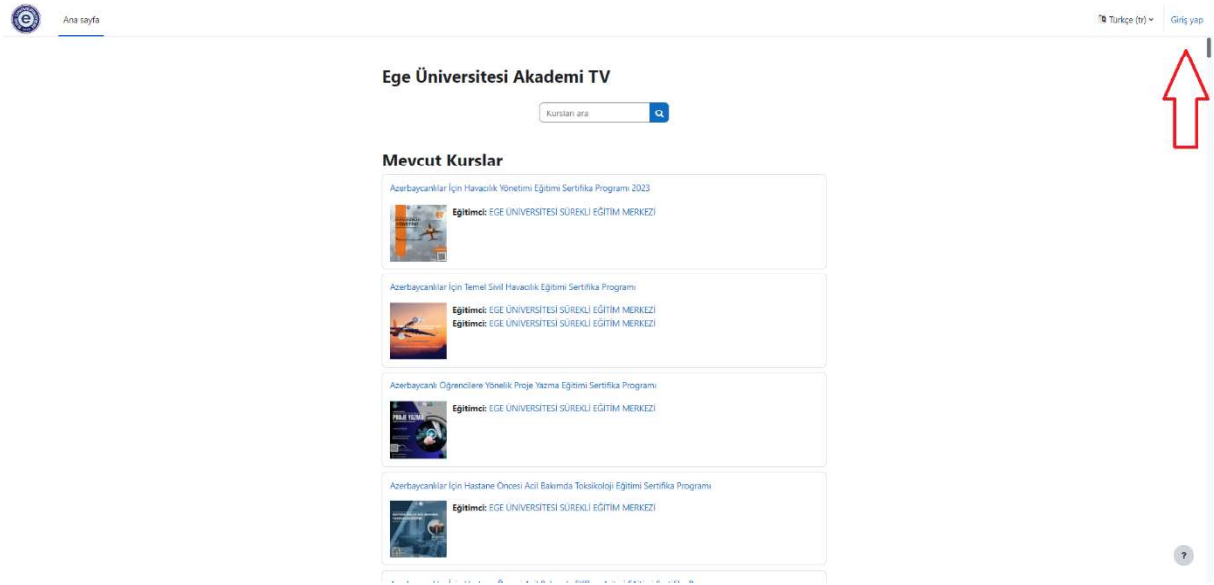 Ana sayfa
Türkçe (tr)
Giriş yap
Ege Üniversitesi Akademi TV
Kursları ara
Mevcut Kurslar
Azerbaycanlılar İçin Havacılık Yönetimi Eğitimi Sertifika Programı 2023
Eğitimci: EGE ÜNİVERSİTESİ SÜREKLİ EĞİTİM MERKEZİ
Azerbaycanlılar İçin Temel Sivil Havacılık Eğitimi Sertifika Programı
Eğitimci: EGE ÜNİVERSİTESİ SÜREKLİ EĞİTİM MERKEZİ
Eğitimci: EGE ÜNİVERSİTESİ SÜREKLİ EĞİTİM MERKEZİ
Azerbaycanlı Öğrencilere Yönelik Proje Yazma Eğitimi Sertifika Programı
PROJE YAZMA
Eğitimci: EGE ÜNİVERSİTESİ SÜREKLİ EĞİTİM MERKEZİ
Azerbaycanlılar İçin Hastane Öncesi Acil Bakımda Toksikoloji Eğitimi Sertifika Programı
Eğitimci: EGE ÜNİVERSİTESİ SÜREKLİ EĞİTİM MERKEZİ
?